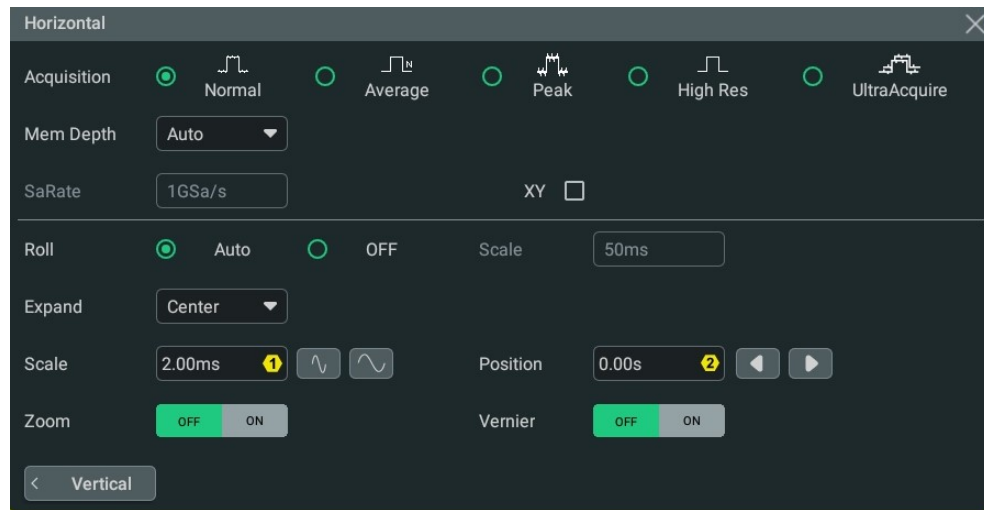 Horizontal
Acquisition Normal N Average Peak High Res UltraAcquire
Mem Depth Auto
SaRate 1GSa/s XY
Roll Auto OFF Scale 50ms
Expand Center
Scale 2.00ms 1 Position 0.00s 2
Zoom OFF ON Vernier OFF ON
< Vertical